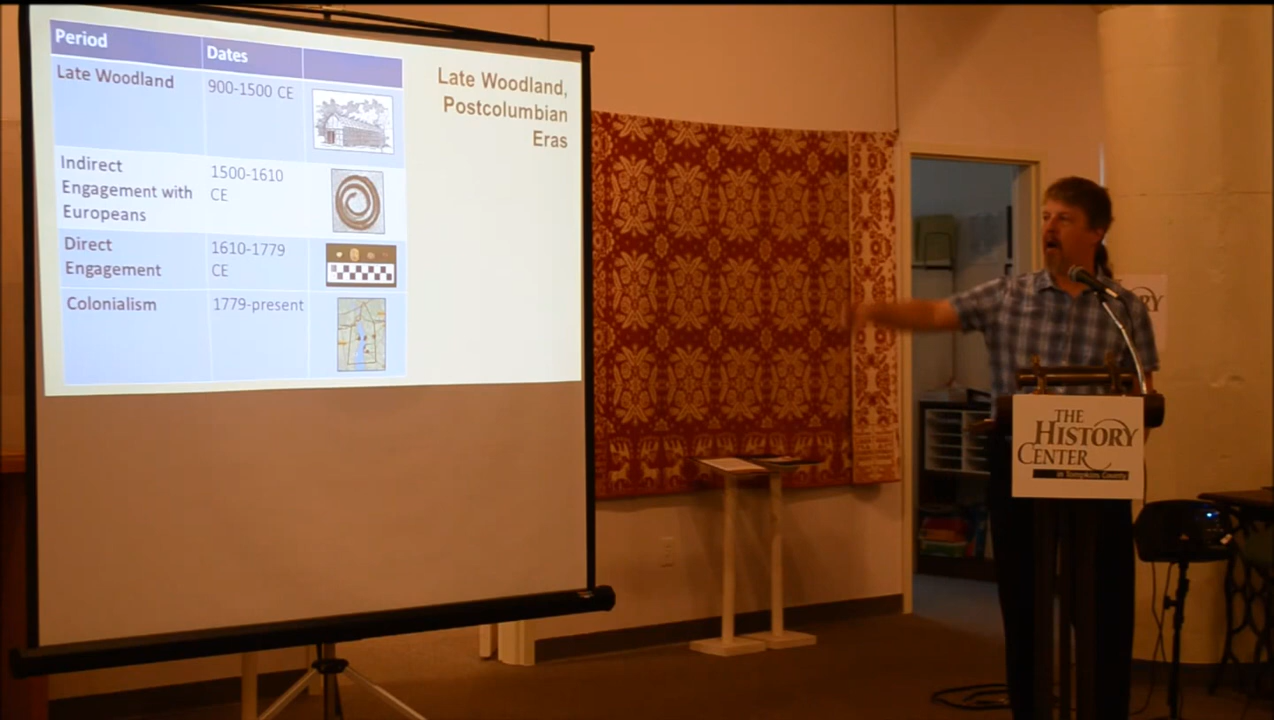 Period Dates
Late Woodland 900-1500 CE
Indirect Engagement with Europeans 1500-1610 CE
Direct Engagement 1610-1779 CE
Colonialism 1779-present
Late Woodland,
Postcolumbian
Eras
THE
HISTORY
CENTER
in Tompkins County